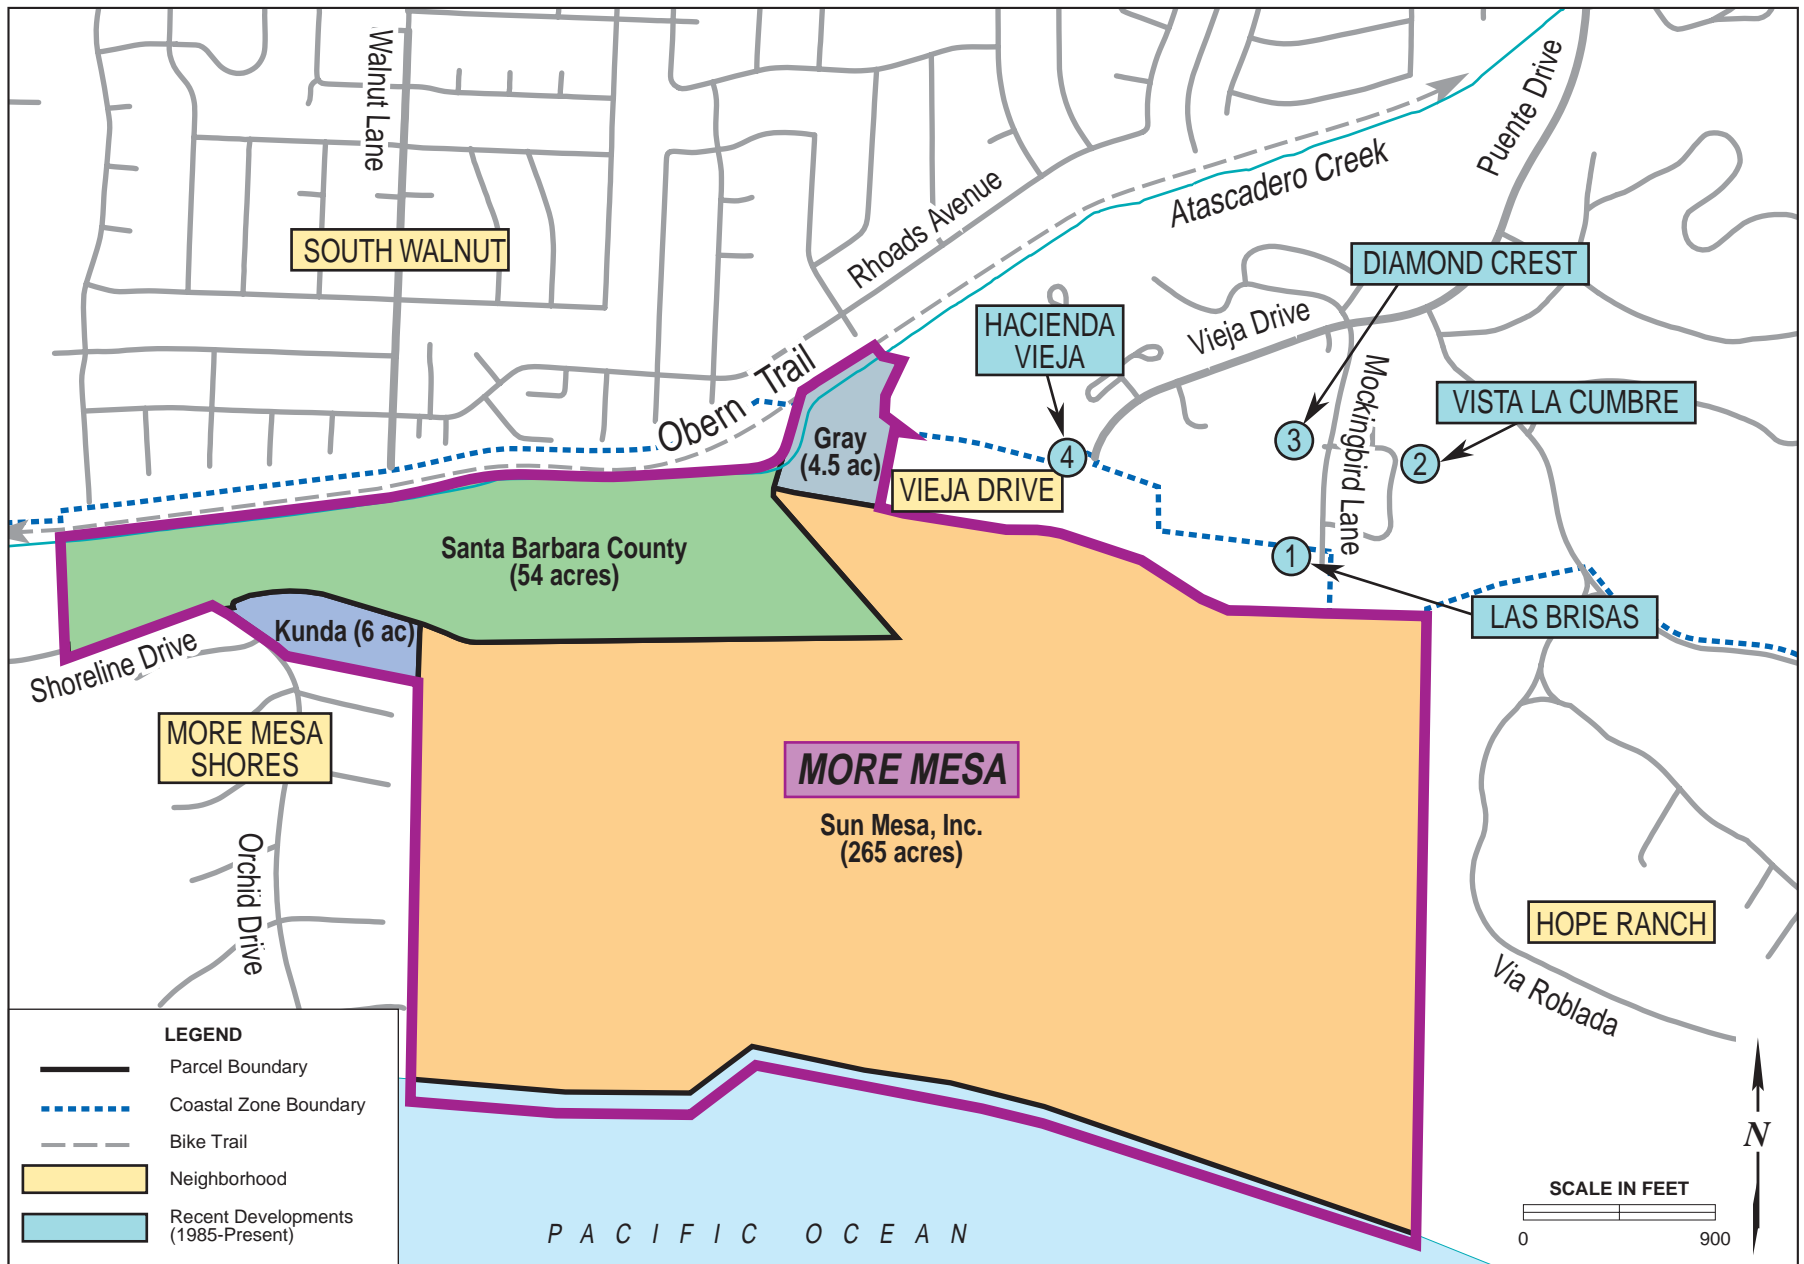 Walnut Lane
Puente Drive
Atascadero Creek
Rhoads Avenue
SOUTH WALNUT
DIAMOND CREST
HACIENDA
VIEJA
Vieja Drive
Obern Trail
Mockingbird Lane
VISTA LA CUMBRE
3
2
4
1
Gray
(4.5 ac)
VIEJA DRIVE
Santa Barbara County
(54 acres)
LAS BRISAS
Kunda (6 ac)
Shoreline Drive
MORE MESA
SHORES
MORE MESA
Sun Mesa, Inc.
(265 acres)
Orchid Drive
HOPE RANCH
Via Roblada
LEGEND
Parcel Boundary
Coastal Zone Boundary
Bike Trail
Neighborhood
Recent Developments
(1985-Present)
PACIFIC OCEAN
N
SCALE IN FEET
0 900